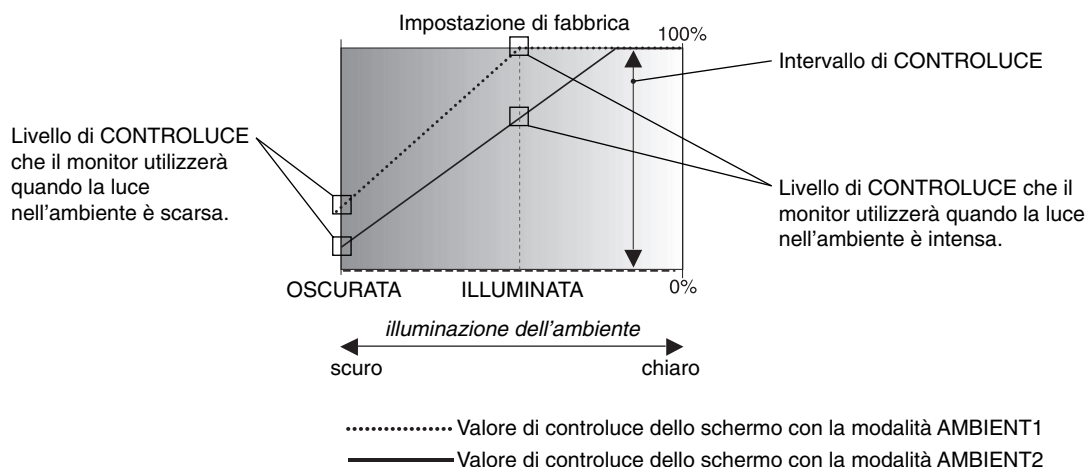 Impostazione di fabbrica
100%
Intervallo di CONTROLUCE
Livello di CONTROLUCE
che il monitor utilizzerà
quando la luce
nell'ambiente è scarsa.
Livello di CONTROLUCE che il
monitor utilizzerà quando la luce
nell'ambiente è intensa.
OSCURATA
ILLUMINATA
0%
illuminazione dell'ambiente
scuro
chiaro
Valore di controluce dello schermo con la modalità AMBIENT1
Valore di controluce dello schermo con la modalità AMBIENT2